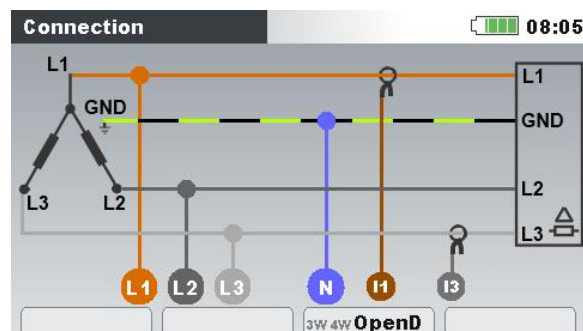 Connection 08:05
L1
L1
GND
GND
L3 L2
L2
L3
L1 L2 L3 N I1 I3
3W 4W OpenD